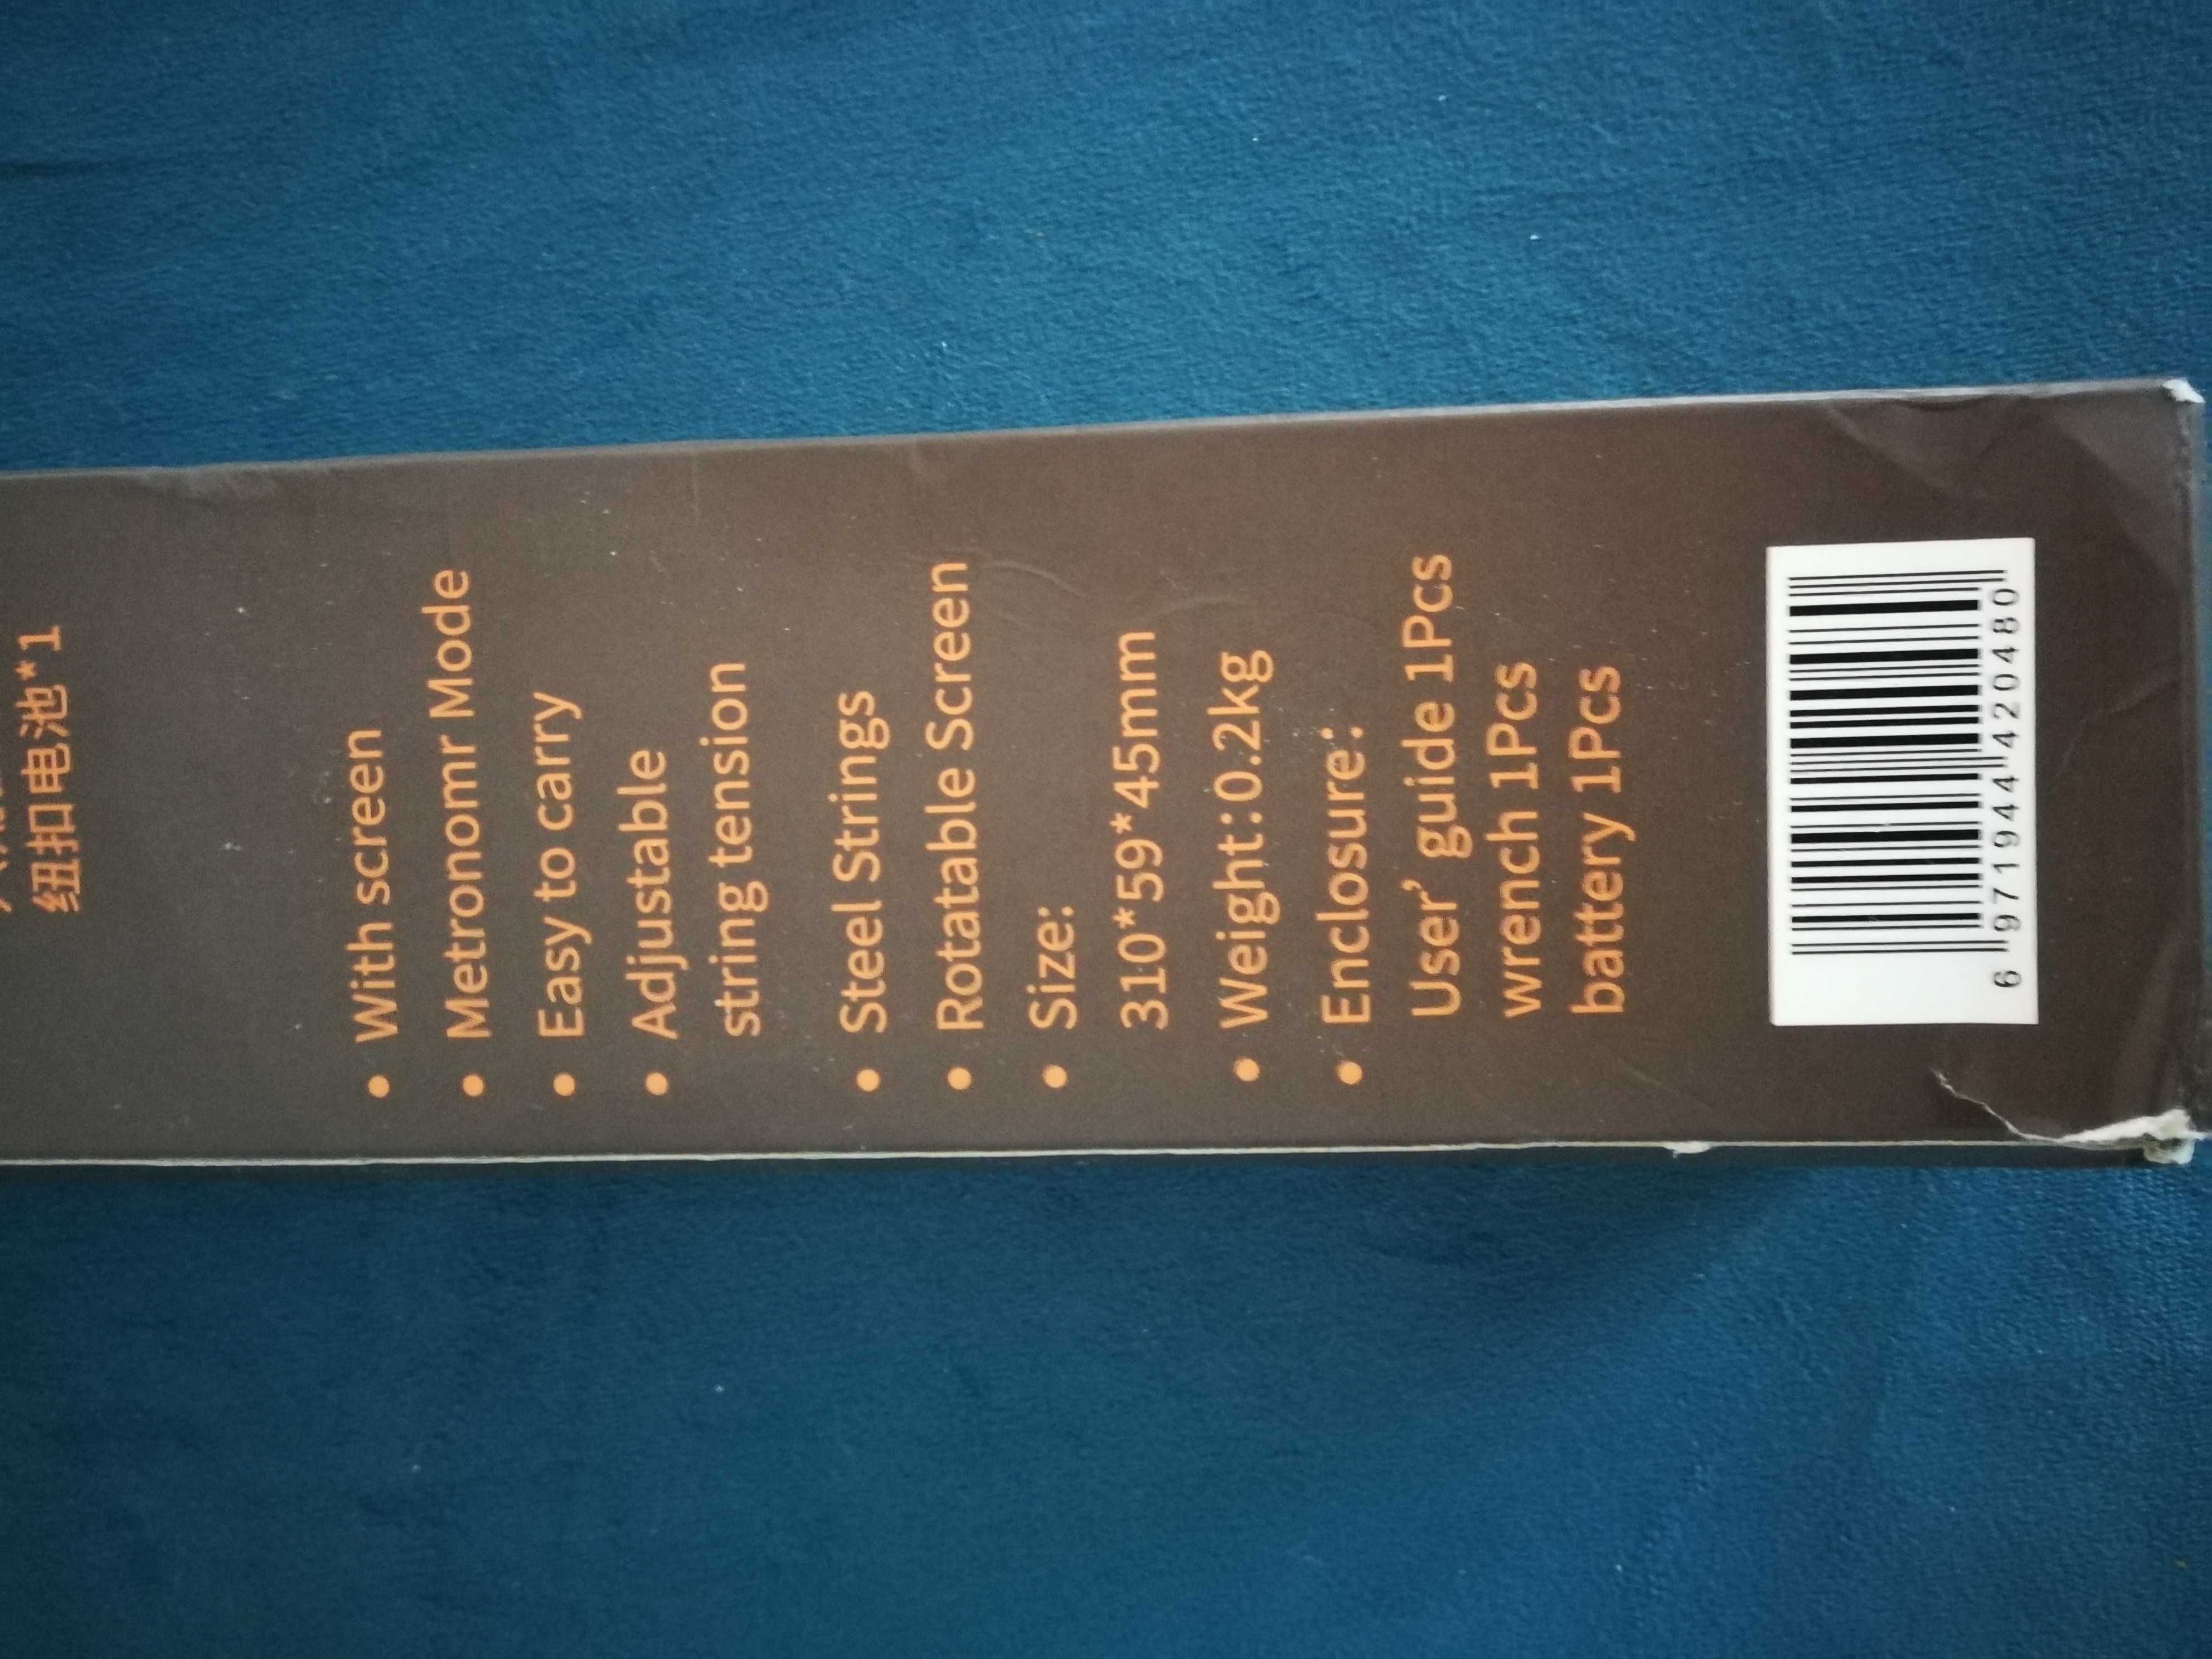 纽扣电池*1
• With screen
• Metronomr Mode
• Easy to carry
• Adjustable
string tension
• Steel Strings
• Rotatable Screen
• Size:
310*59*45mm
• Weight:0.2kg
• Enclosure:
User’ guide 1Pcs
wrench 1Pcs
battery 1Pcs
6 971944 420480